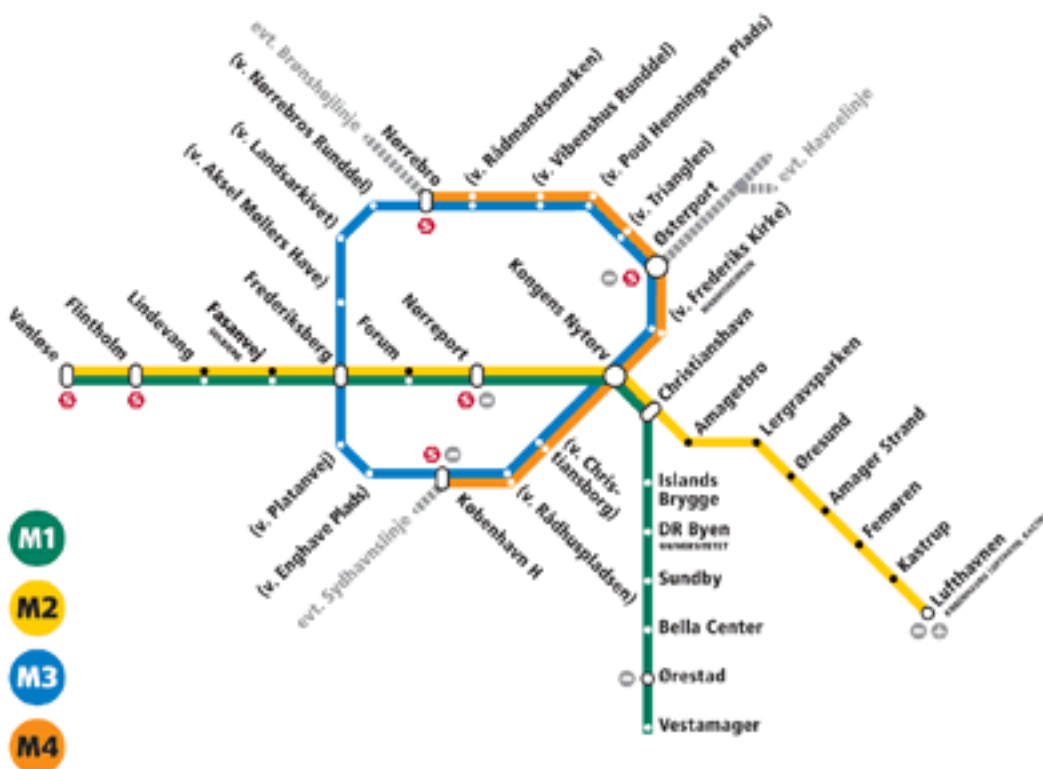 evt. Brønshøjlinje
(v. Nørrebros Runddel)
(v. Landsarkivet)
(v. Aksel Møllers Have)
Nørrebro
(v. Rådmandsmarken)
(v. Vibenshus Runddel)
(v. Poul Henningsens Plads)
(v. Trianglen)
Østerport
evt. Havnelinje
(v. Frederiks Kirke)
Vanløse
Flintholm
Lindevang
Fasanvej
Frederiksberg
Forum
Nørreport
Kongens Nytorv
Christianshavn
Amagerbro
Lergravsparken
Øresund
Amager Strand
Femøren
Kastrup
Lufthavnen
(v. Platanvej)
(v. Enghave Plads)
evt. Sydhavnslinje
København H
(v. Rådhuspladsen)
(v. Chris-
tiansborg)
Islands
Brygge
DR Byen
UNIVERSITETET
Sundby
Bella Center
Ørestad
Vestamager
M1
M2
M3
M4